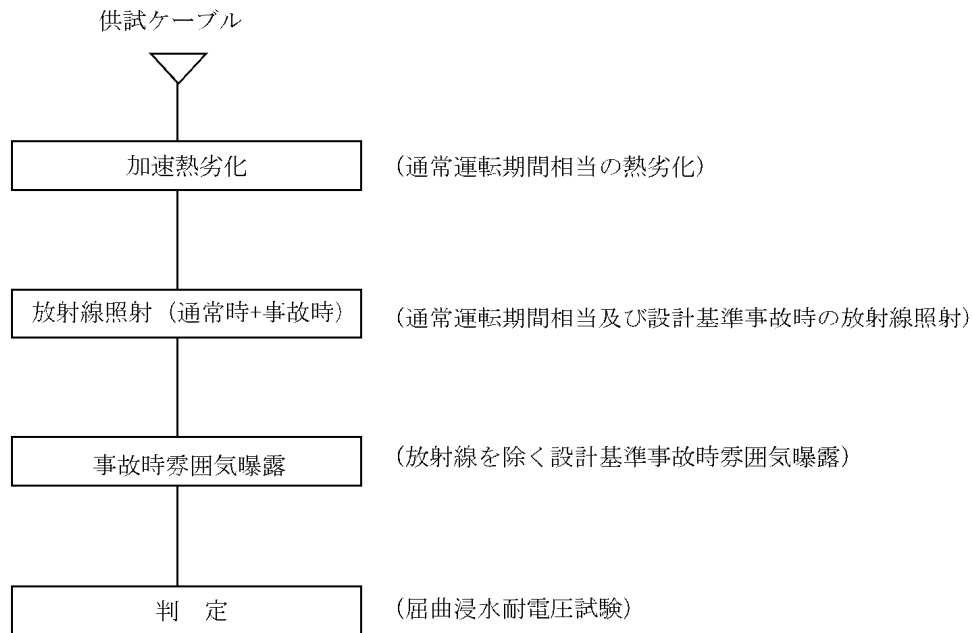 供試ケーブル
加速熱劣化 (通常運転期間相当の熱劣化)
放射線照射 (通常時+事故時) (通常運転期間相当及び設計基準事故時の放射線照射)
事故時雰囲気曝露 (放射線を除く設計基準事故時雰囲気曝露)
判 定 (屈曲浸水耐電圧試験)